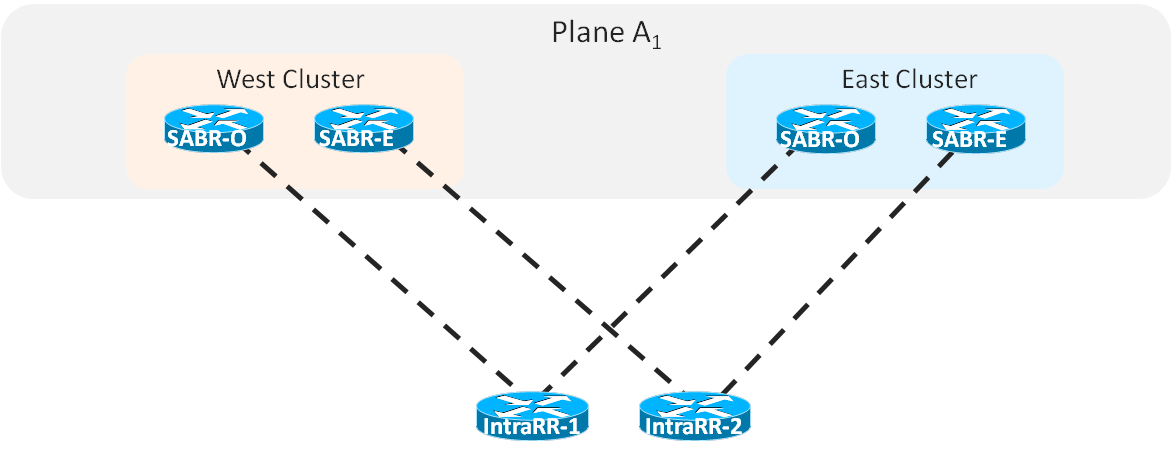 Plane A₁
West Cluster
East Cluster
SABR-O
SABR-E
SABR-O
SABR-E
IntraRR-1
IntraRR-2